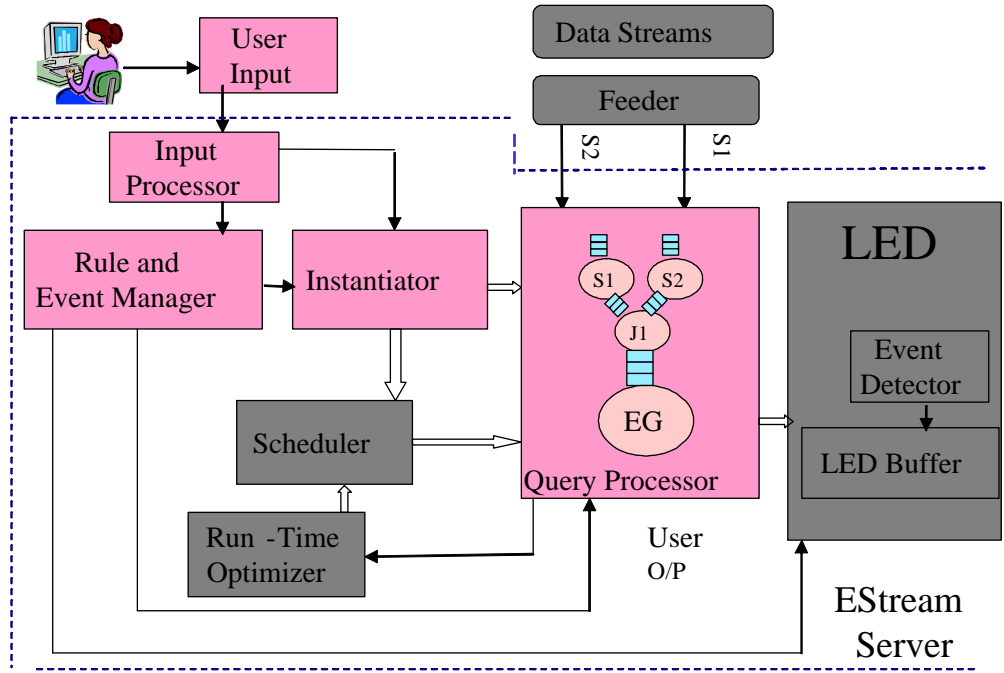 User
Input
Data Streams
Feeder
S2
S1
Input
Processor
Rule and
Event Manager
Instantiator
S1
S2
J1
EG
Query Processor
LED
Event
Detector
LED Buffer
Scheduler
Run -Time
Optimizer
User
O/P
EStream
Server